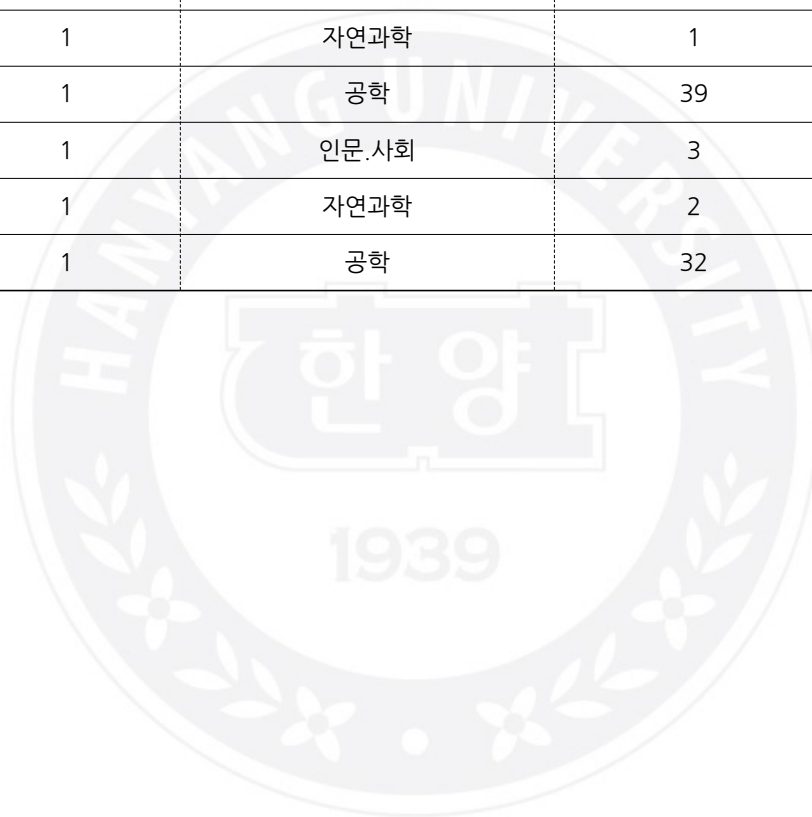 1 자연과학 1
1 공학 39
1 인문.사회 3
1 자연과학 2
1 공학 32
HANYANG UNIVERSITY
한양
1939